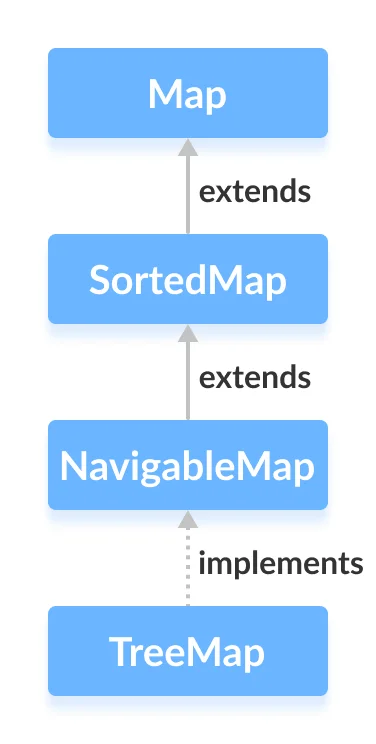 Map
extends
SortedMap
extends
NavigableMap
implements
TreeMap